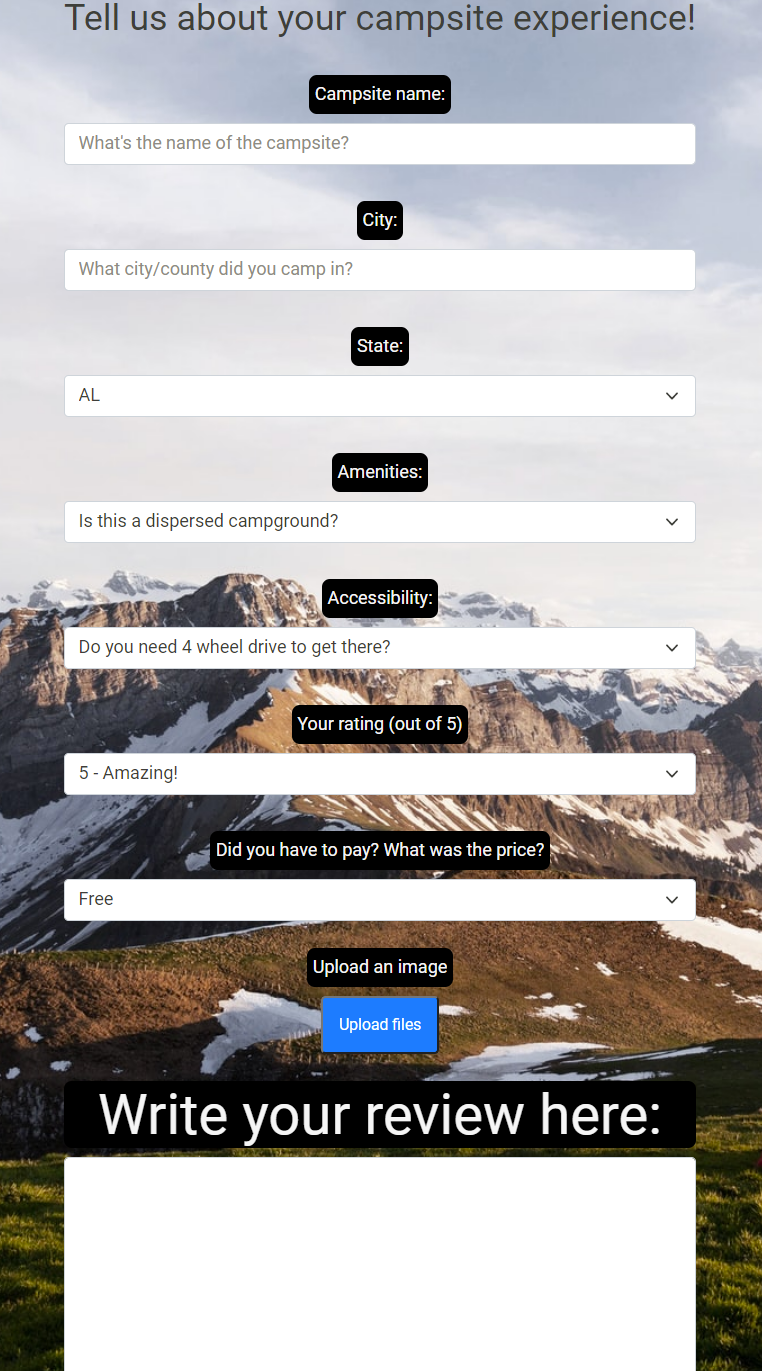 Tell us about your campsite experience!
Campsite name:
What's the name of the campsite?
City:
What city/county did you camp in?
State:
AL
Amenities:
Is this a dispersed campground?
Accessibility:
Do you need 4 wheel drive to get there?
Your rating (out of 5)
5 - Amazing!
Did you have to pay? What was the price?
Free
Upload an image
Upload files
Write your review here: